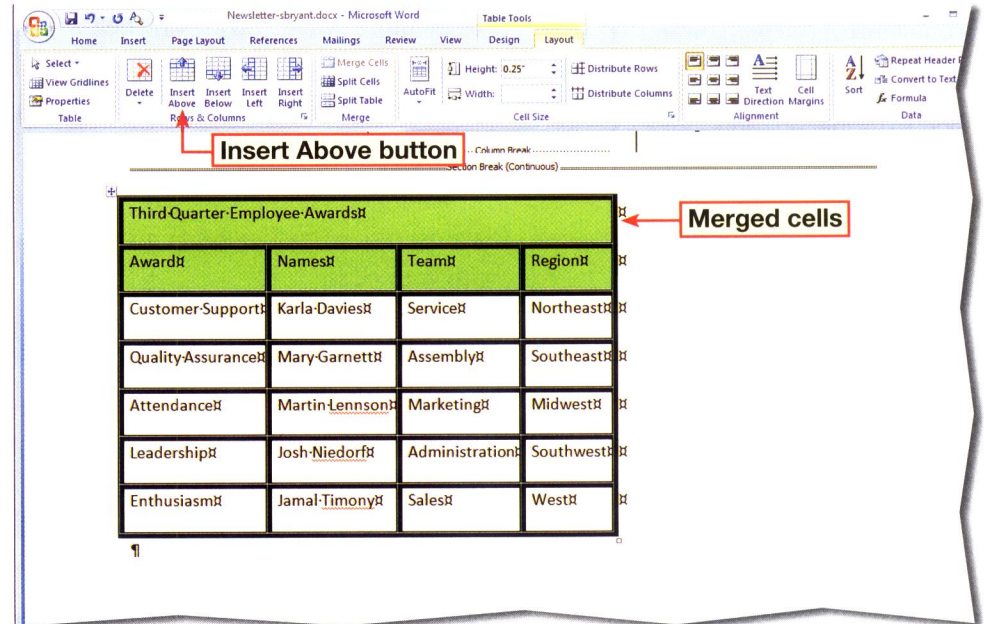 Newsletter-sbryant.docx - Microsoft Word
Table Tools
Home Insert Page Layout References Mailings Review View Design Layout
Select
View Gridlines
Properties
Table
Delete
Insert Above
Insert Below
Insert Left
Insert Right
Rows & Columns
Merge Cells
Split Cells
Split Table
Merge
AutoFit
Height: 0.25"
Width:
Distribute Rows
Distribute Columns
Cell Size
Text Direction
Cell Margins
Alignment
Sort
Repeat Header
Convert to Text
Formula
Data
Insert Above button
Column Break
Section Break (Continuous)
Third·Quarter·Employee·Awards¤ ¤
Merged cells
Award¤ Names¤ Team¤ Region¤ ¤
Customer·Support¤ Karla·Davies¤ Service¤ Northeast¤ ¤
Quality·Assurance¤ Mary·Garnett¤ Assembly¤ Southeast¤ ¤
Attendance¤ Martin·Lennson¤ Marketing¤ Midwest¤ ¤
Leadership¤ Josh·Niedorf¤ Administration¤ Southwest¤ ¤
Enthusiasm¤ Jamal·Timony¤ Sales¤ West¤ ¤
¶